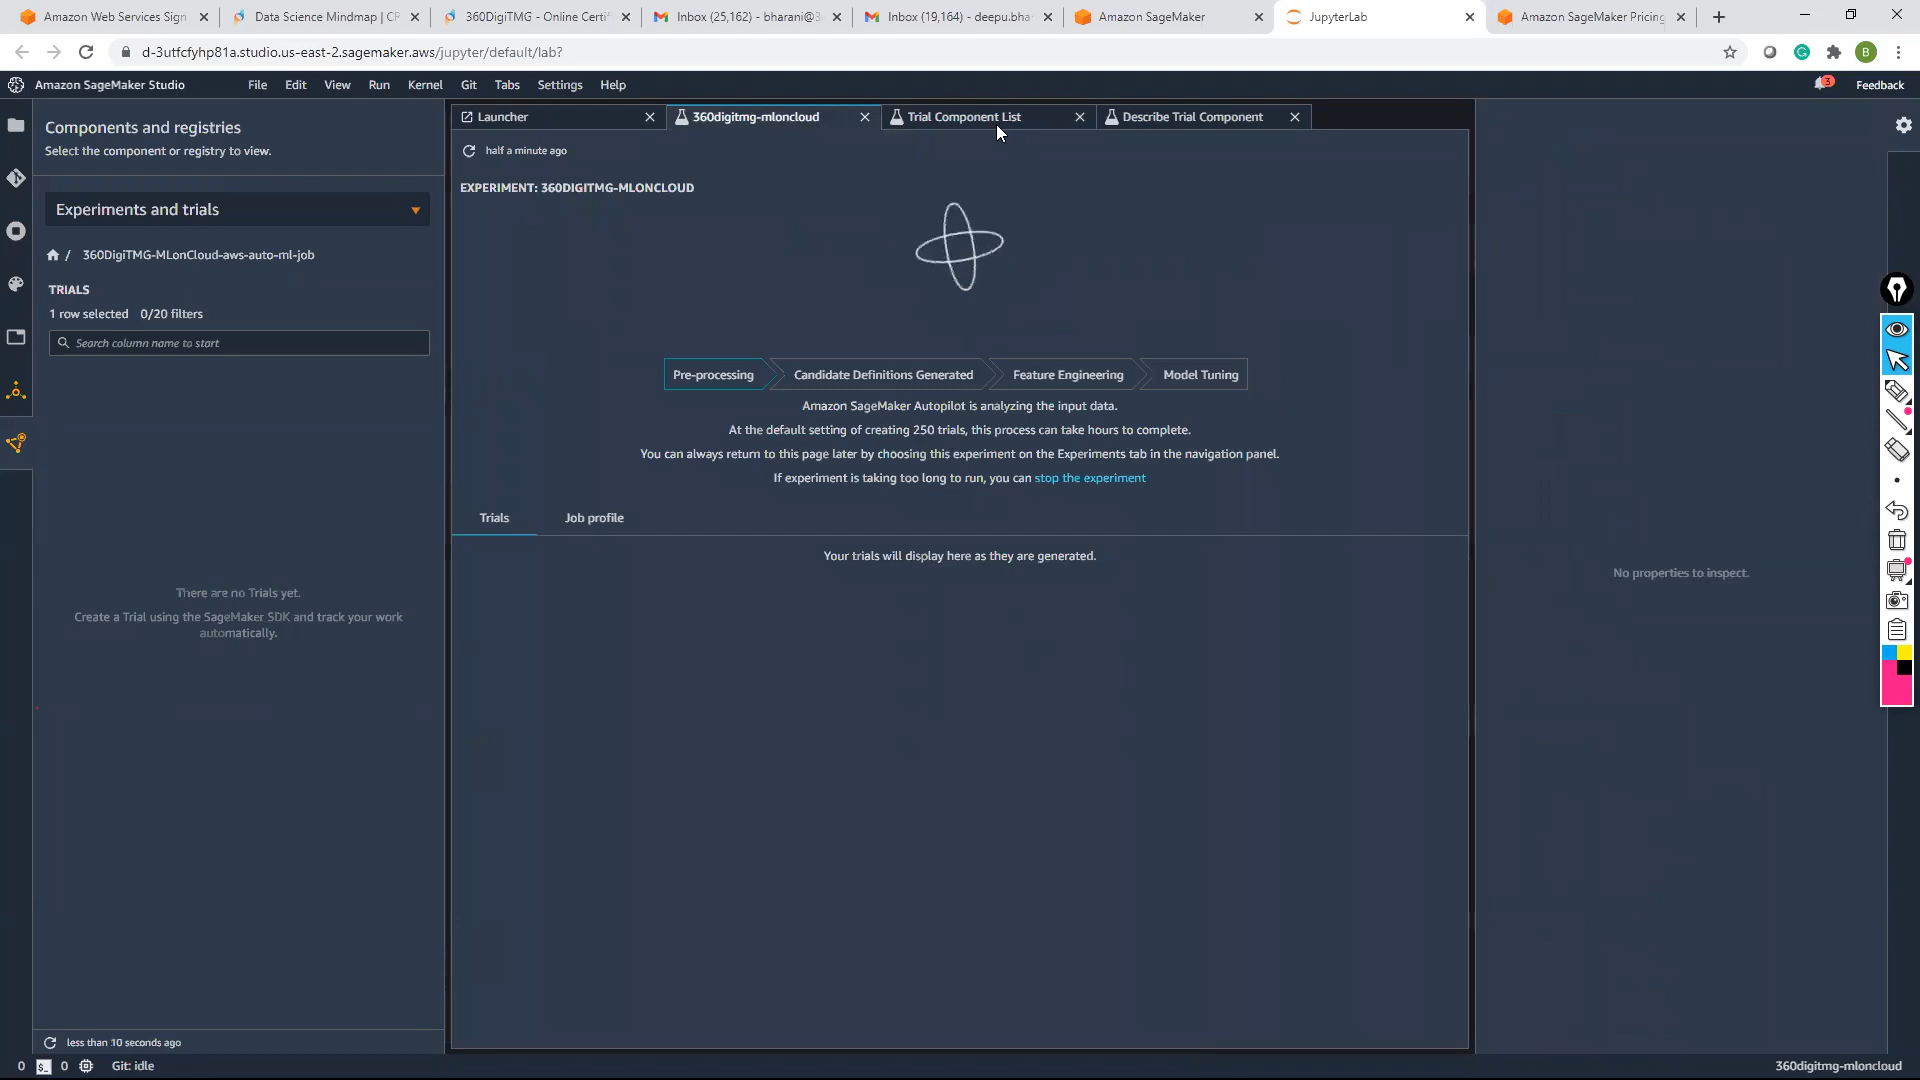 Amazon Web Services Sign
Data Science Mindmap | CF
360DigiTMG - Online Certif
Inbox (25,162) - bharani@3
Inbox (19,164) - deepu.bha
Amazon SageMaker
JupyterLab
Amazon SageMaker Pricing
d-3utfcfyhp81a.studio.us-east-2.sagemaker.aws/jupyter/default/lab?
B
Amazon SageMaker Studio
File
Edit
View
Run
Kernel
Git
Tabs
Settings
Help
3
Feedback
Components and registries
Select the component or registry to view.
Experiments and trials
/ 360DigiTMG-MLonCloud-aws-auto-ml-job
TRIALS
1 row selected 0/20 filters
Search column name to start
There are no Trials yet.
Create a Trial using the SageMaker SDK and track your work
automatically.
less than 10 seconds ago
Launcher
360digitmg-mloncloud
Trial Component List
Describe Trial Component
half a minute ago
EXPERIMENT: 360DIGITMG-MLONCLOUD
Pre-processing
Candidate Definitions Generated
Feature Engineering
Model Tuning
Amazon SageMaker Autopilot is analyzing the input data.
At the default setting of creating 250 trials, this process can take hours to complete.
You can always return to this page later by choosing this experiment on the Experiments tab in the navigation panel.
If experiment is taking too long to run, you can stop the experiment
Trials
Job profile
Your trials will display here as they are generated.
No properties to inspect.
0
$_
0
Git: idle
360digitmg-mloncloud